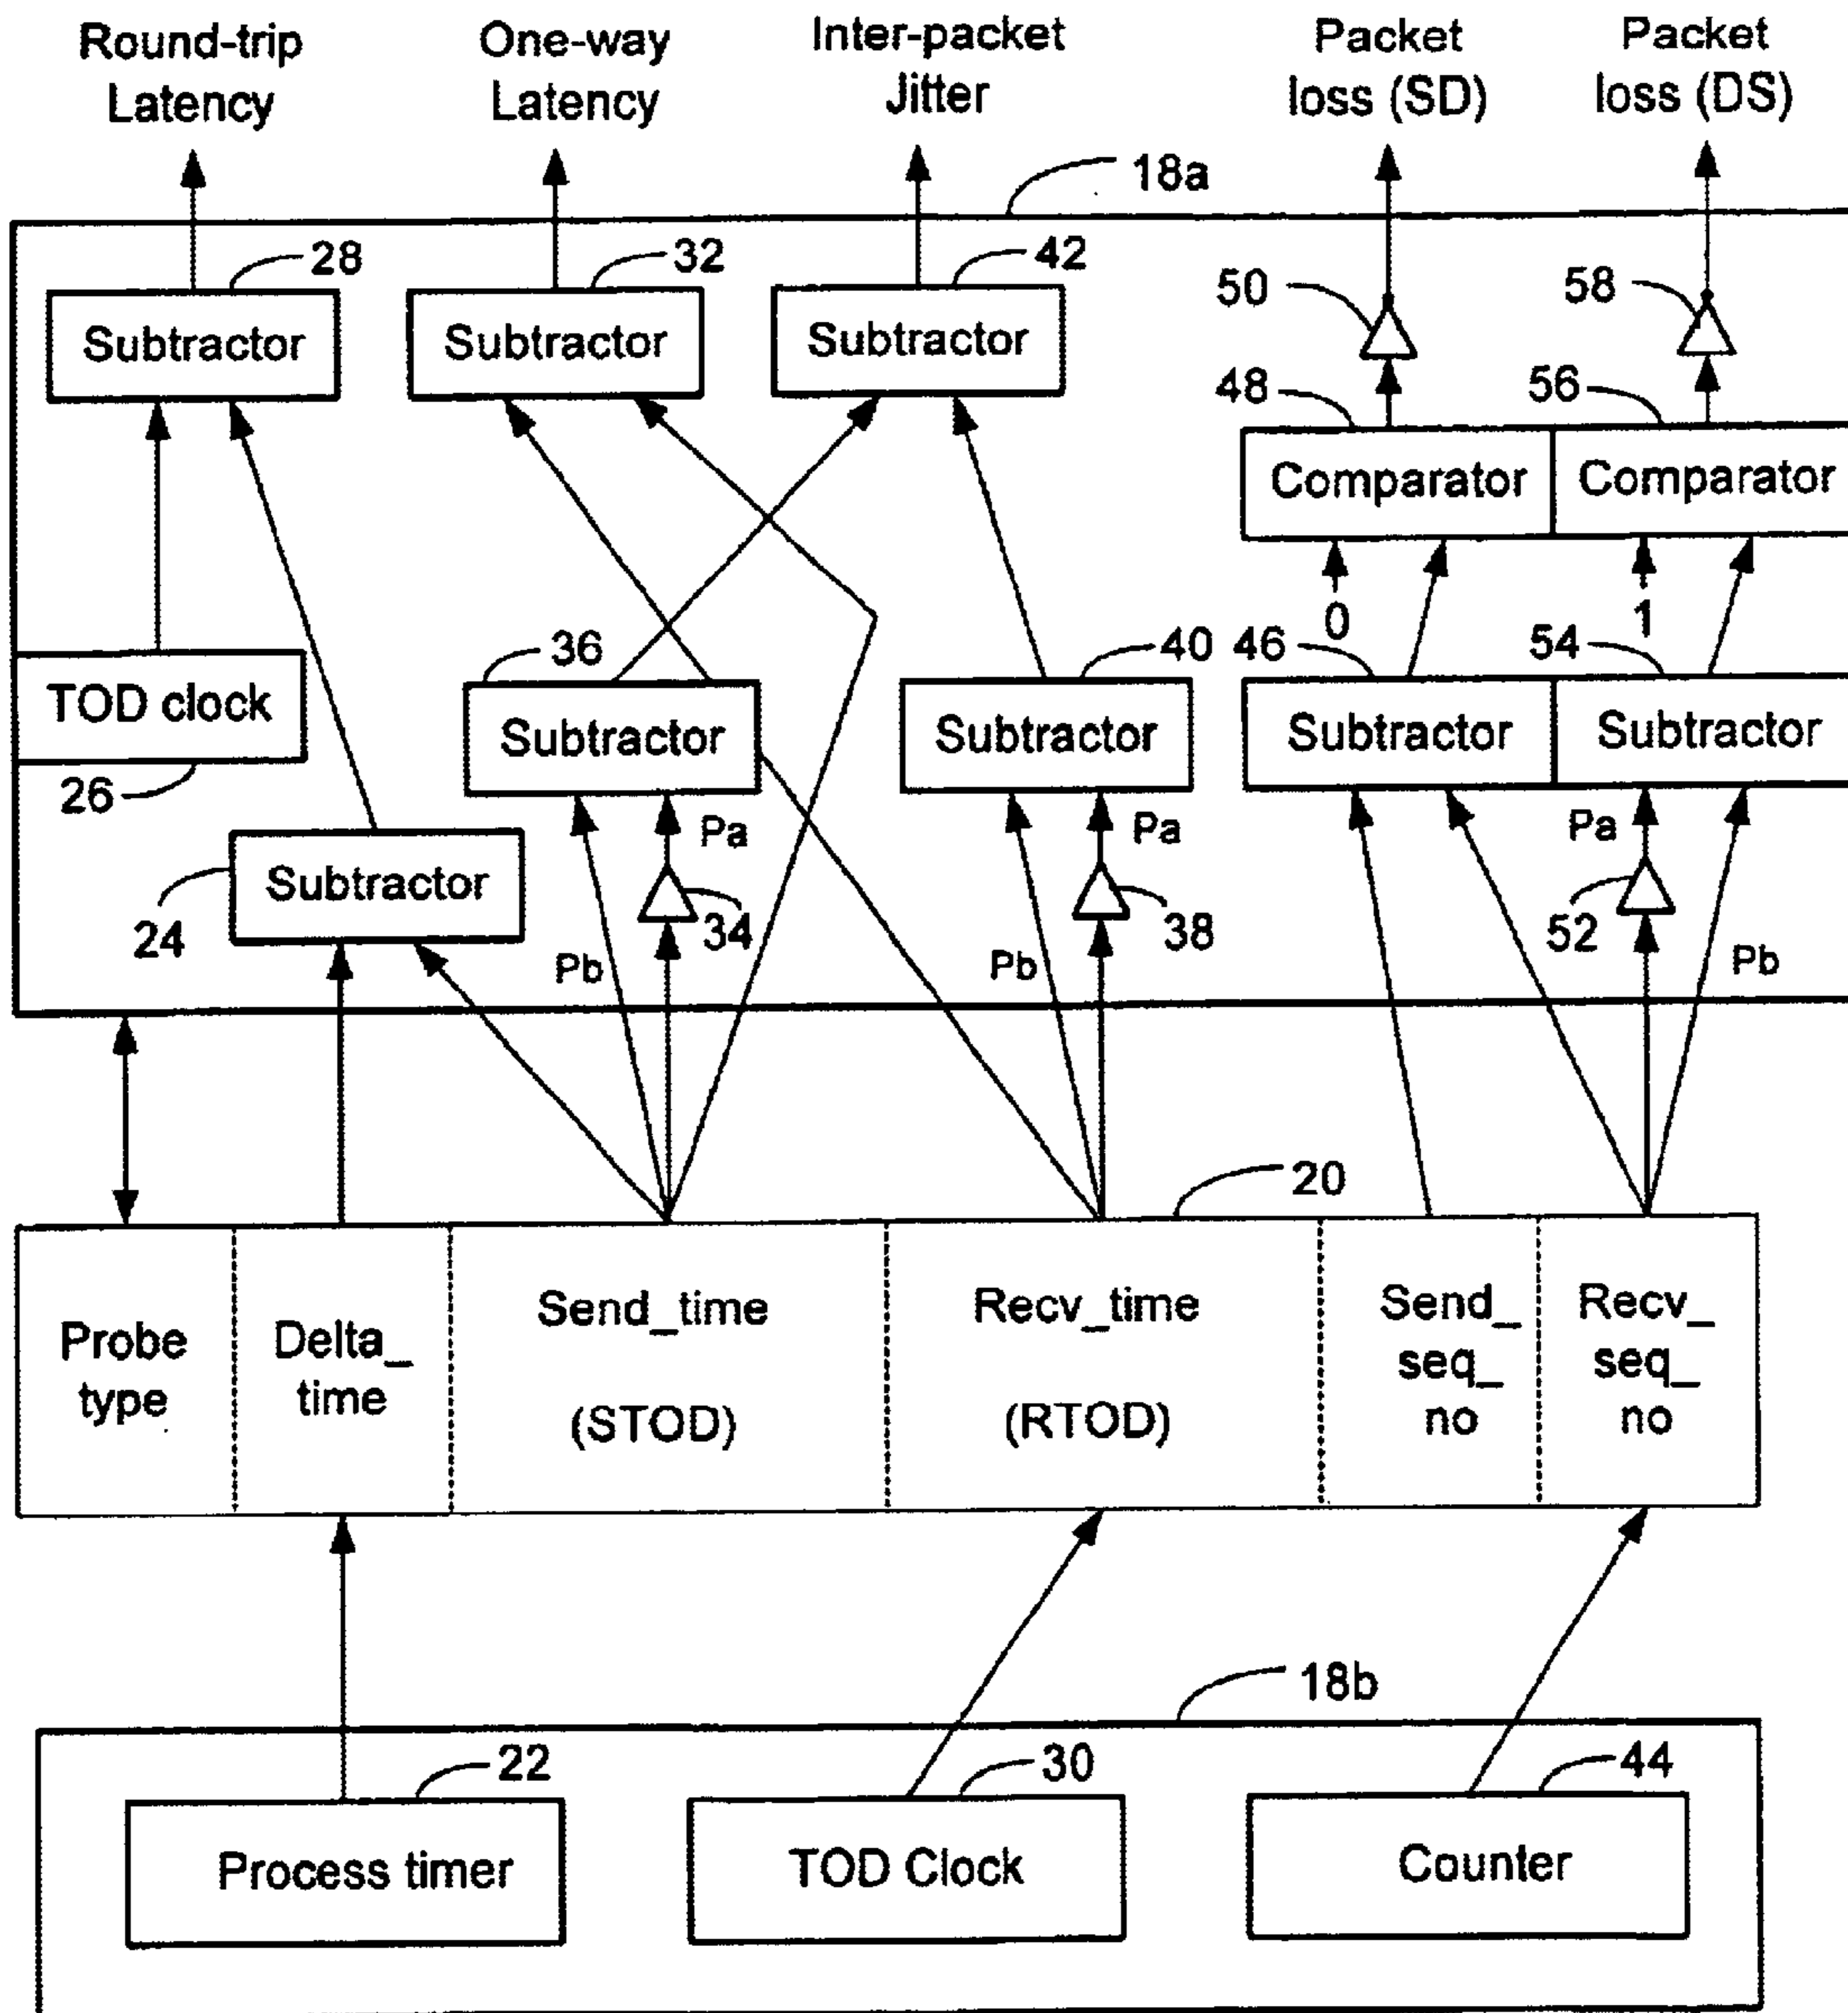 Round-trip
Latency
One-way
Latency
Inter-packet
Jitter
Packet
loss (SD)
Packet
loss (DS)
18a
28
Subtractor
32
Subtractor
42
Subtractor
50
58
48
56
Comparator
Comparator
0
1
TOD clock
26
36
Subtractor
40
Subtractor
46
Subtractor
54
Subtractor
Pa
Pa
Pa
24
Subtractor
34
38
52
Pb
Pb
Pb
20
Probe
type
Delta_
time
Send_time
(STOD)
Recv_time
(RTOD)
Send_
seq_
no
Recv_
seq_
no
18b
22
Process timer
30
TOD Clock
44
Counter